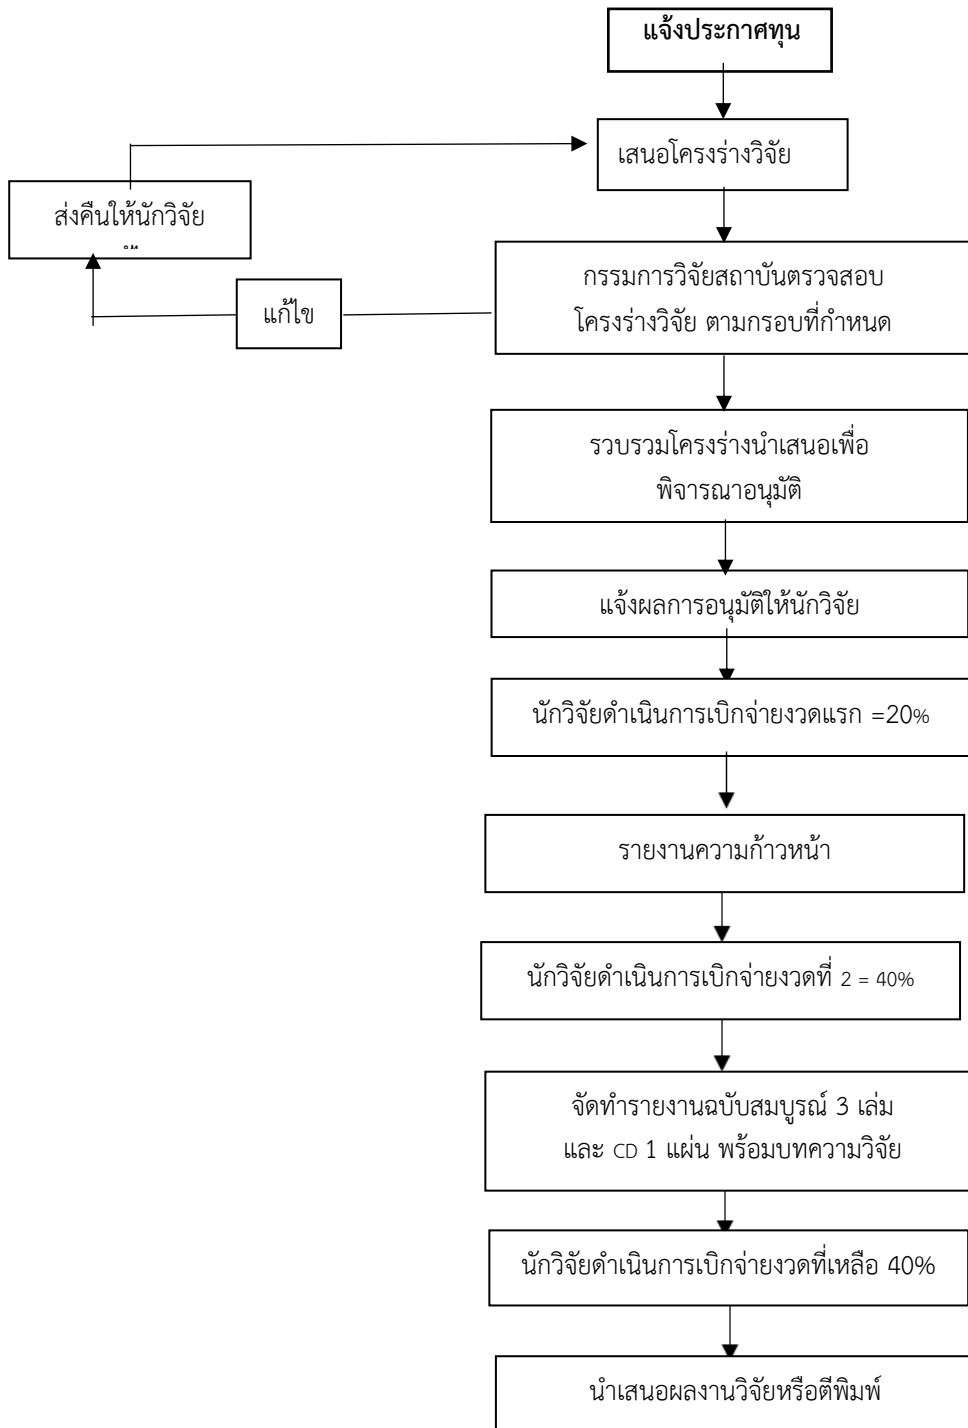 แจ้งประกาศทุน
เสนอโครงร่างวิจัย
ส่งคืนให้นักวิจัย
กรรมการวิจัยสถาบันตรวจสอบ
โครงร่างวิจัย ตามกรอบที่กำหนด
แก้ไข
รวบรวมโครงร่างนำเสนอเพื่อ
พิจารณาอนุมัติ
แจ้งผลการอนุมัติให้นักวิจัย
นักวิจัยดำเนินการเบิกจ่ายงวดแรก =20%
รายงานความก้าวหน้า
นักวิจัยดำเนินการเบิกจ่ายงวดที่ 2 = 40%
จัดทำรายงานฉบับสมบูรณ์ 3 เล่ม
และ CD 1 แผ่น พร้อมบทความวิจัย
นักวิจัยดำเนินการเบิกจ่ายงวดที่เหลือ 40%
นำเสนอผลงานวิจัยหรือตีพิมพ์